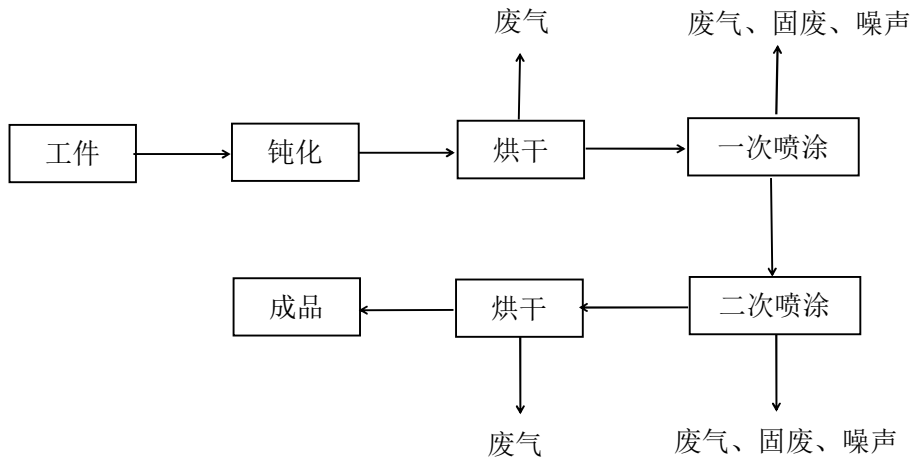 废气
废气、固废、噪声
工件
钝化
烘干
一次喷涂
成品
烘干
二次喷涂
废气
废气、固废、噪声